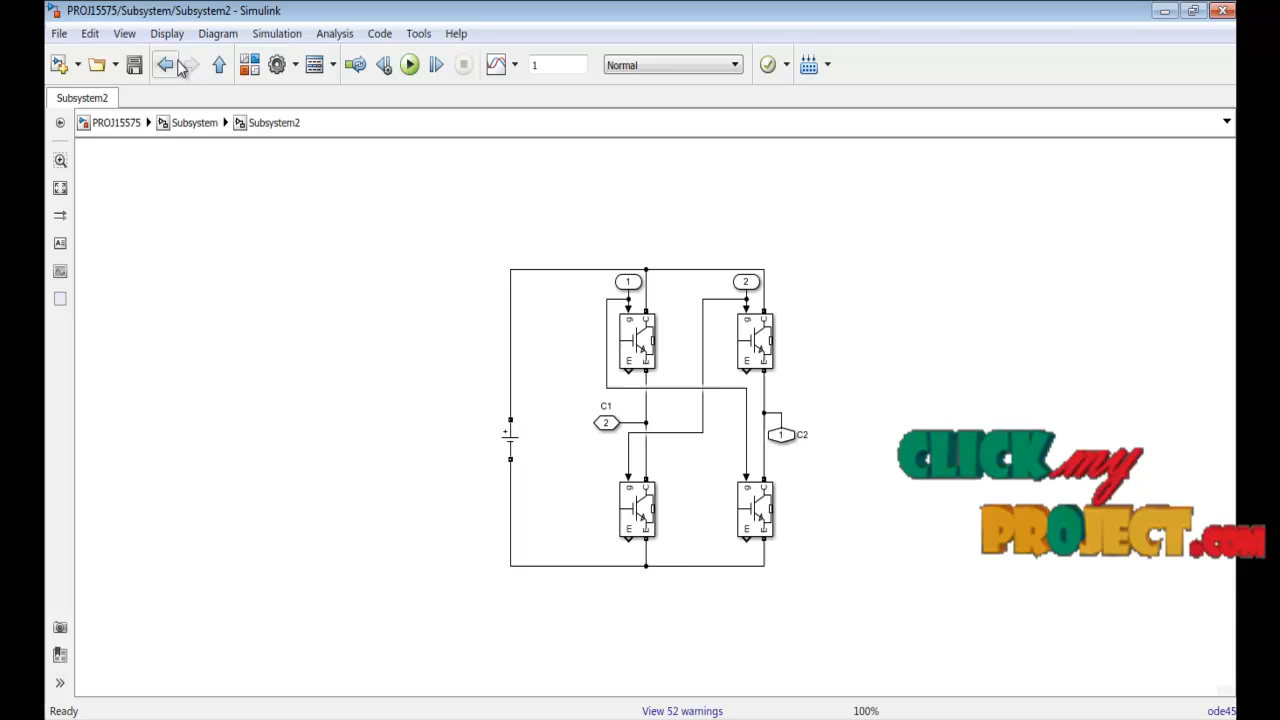 PROJ15575/Subsystem/Subsystem2 - Simulink
File Edit View Display Diagram Simulation Analysis Code Tools Help
1 Normal
Subsystem2
PROJ15575 Subsystem Subsystem2
1 2
g C g C
m E m E
C1
2
1 C2
g C g C
m E m E
CLICK my
PROJECT.COM
Ready View 52 warnings 100% ode45